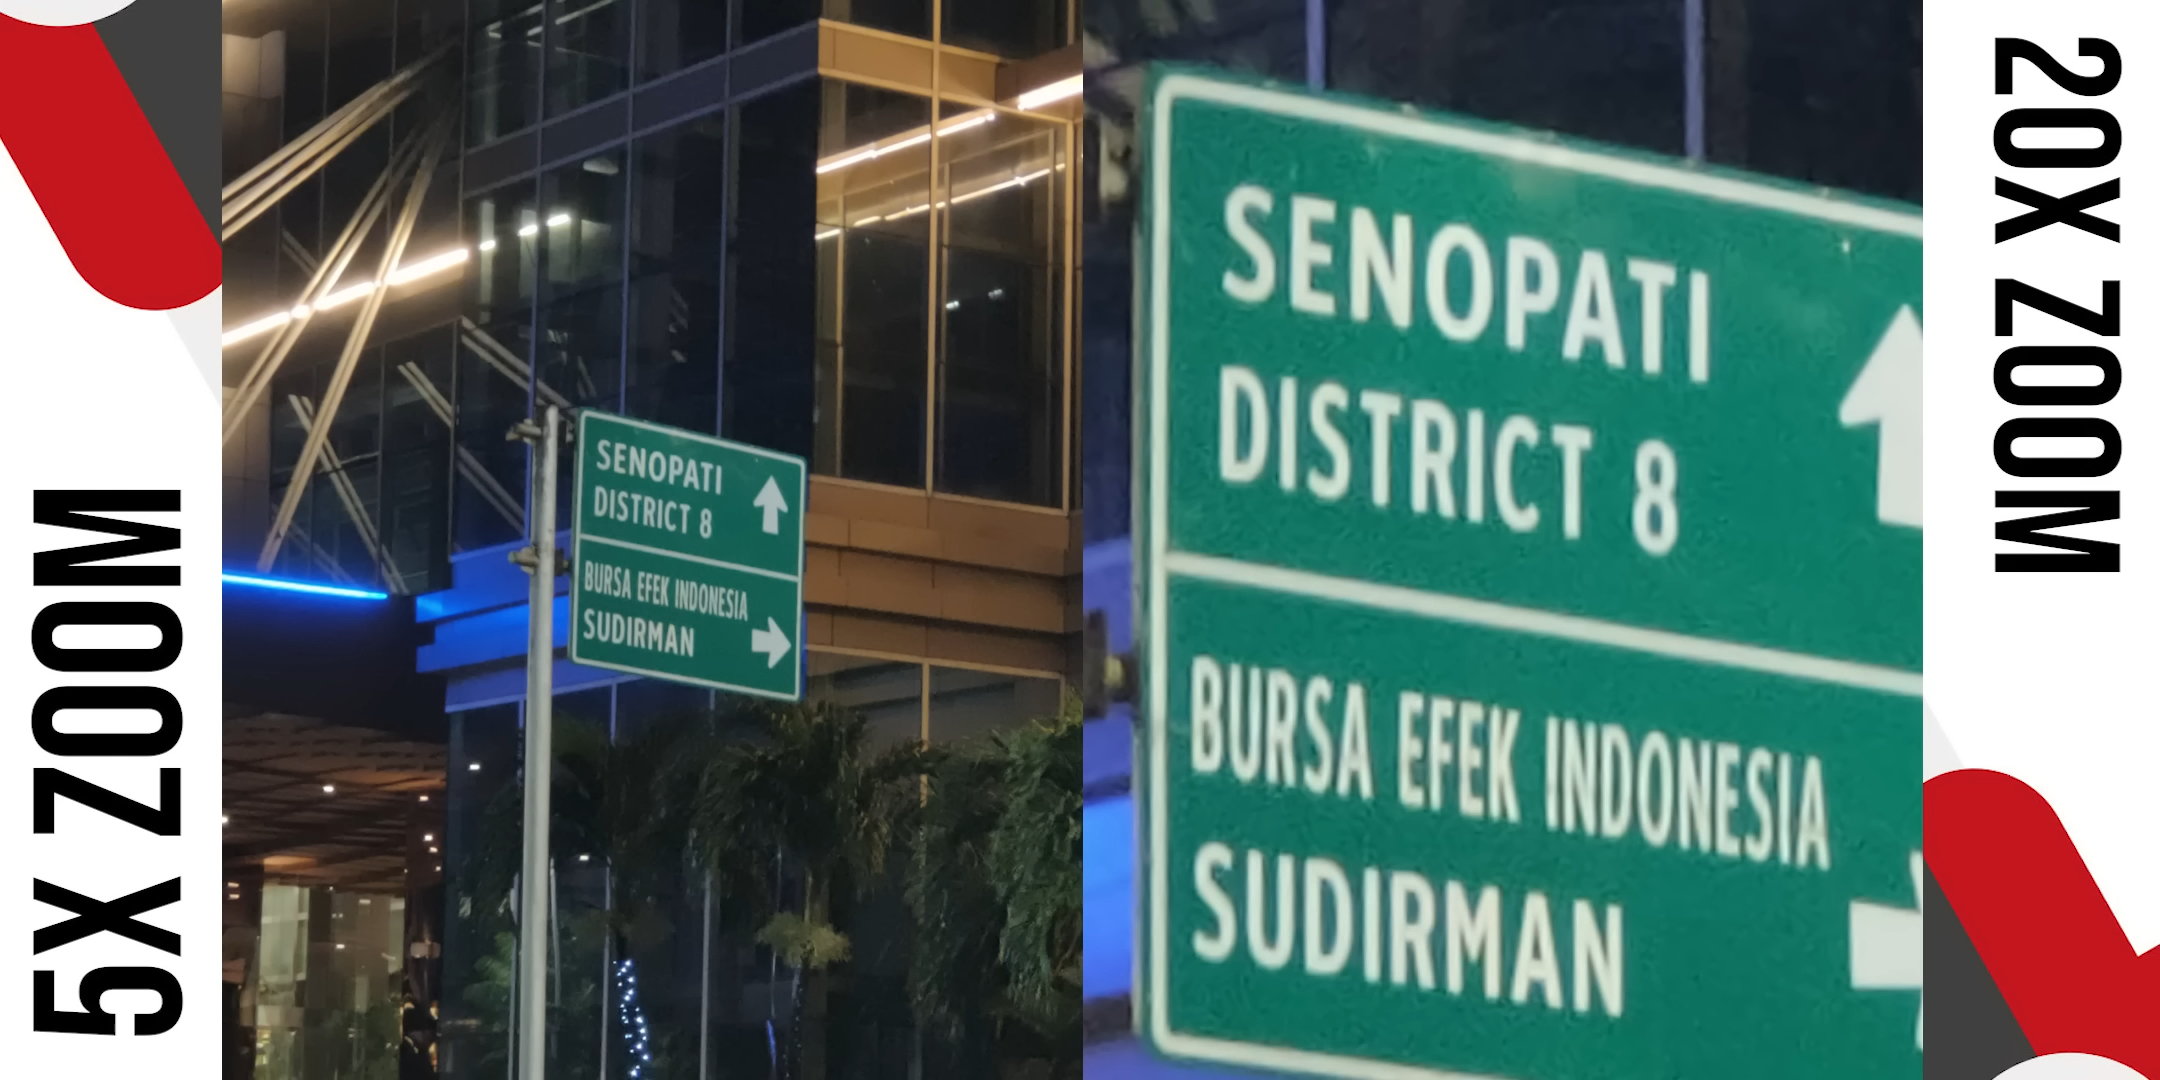 5X ZOOM
SENOPATI
DISTRICT 8
BURSA EFEK INDONESIA
SUDIRMAN
SENOPATI
DISTRICT 8
BURSA EFEK INDONESIA
SUDIRMAN
20X ZOOM